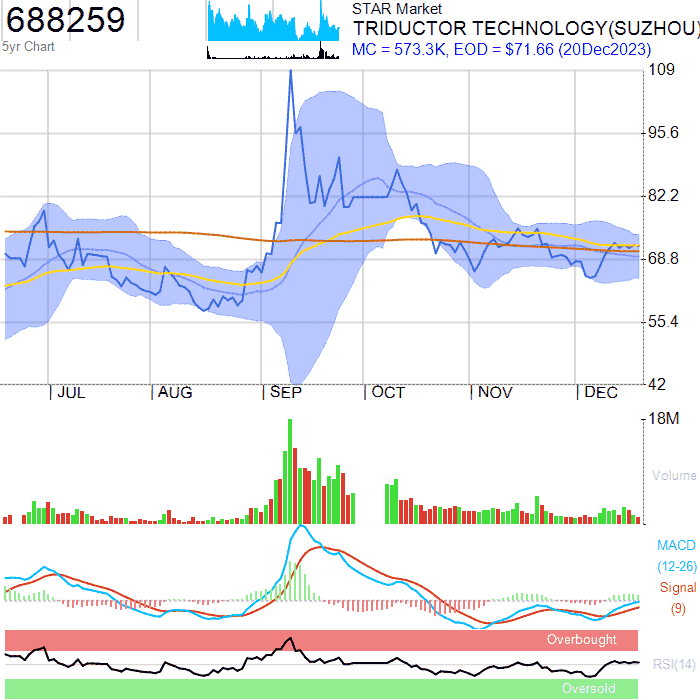 688259
5yr Chart
STAR Market
TRIDUCTOR TECHNOLOGY(SUZHOU)
MC = 573.3K, EOD = $71.66 (20Dec2023)
109
95.6
82.2
68.8
55.4
42
JUL
AUG
SEP
OCT
NOV
DEC
18M
Volume
MACD
(12-26)
Signal
(9)
Overbought
RSI(14)
Oversold